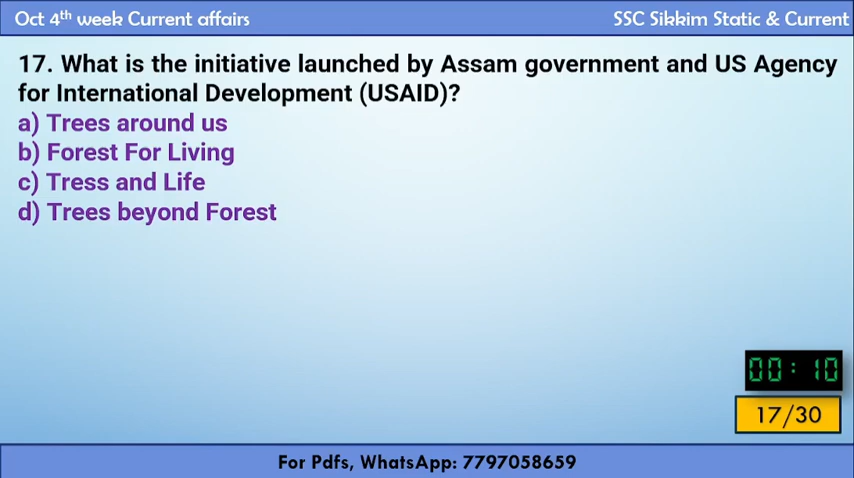 Oct 4th week Current affairs
SSC Sikkim Static & Current
17. What is the initiative launched by Assam government and US Agency
for International Development (USAID)?
a) Trees around us
b) Forest For Living
c) Tress and Life
d) Trees beyond Forest
00:10
17/30
For Pdfs, WhatsApp: 7797058659